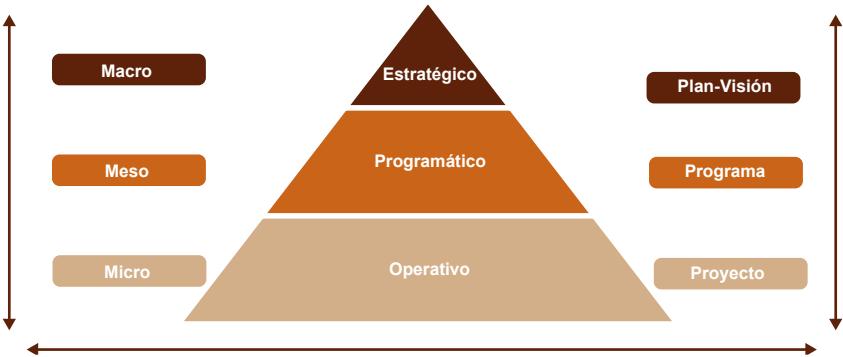 Macro
Estratégico
Plan-Visión
Meso
Programático
Programa
Micro
Operativo
Proyecto